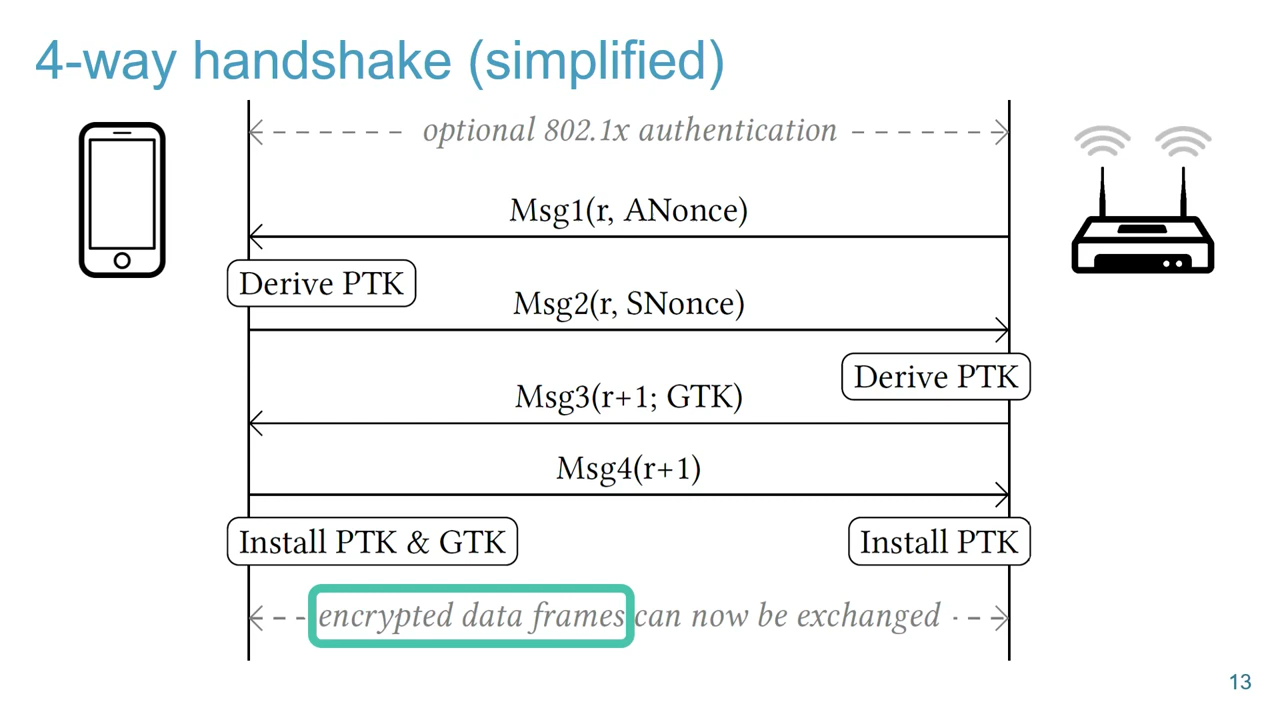 4-way handshake (simplified)
optional 802.1x authentication
Msg1(r, ANonce)
Derive PTK
Msg2(r, SNonce)
Derive PTK
Msg3(r+1; GTK)
Msg4(r+1)
Install PTK & GTK
Install PTK
encrypted data frames can now be exchanged
13